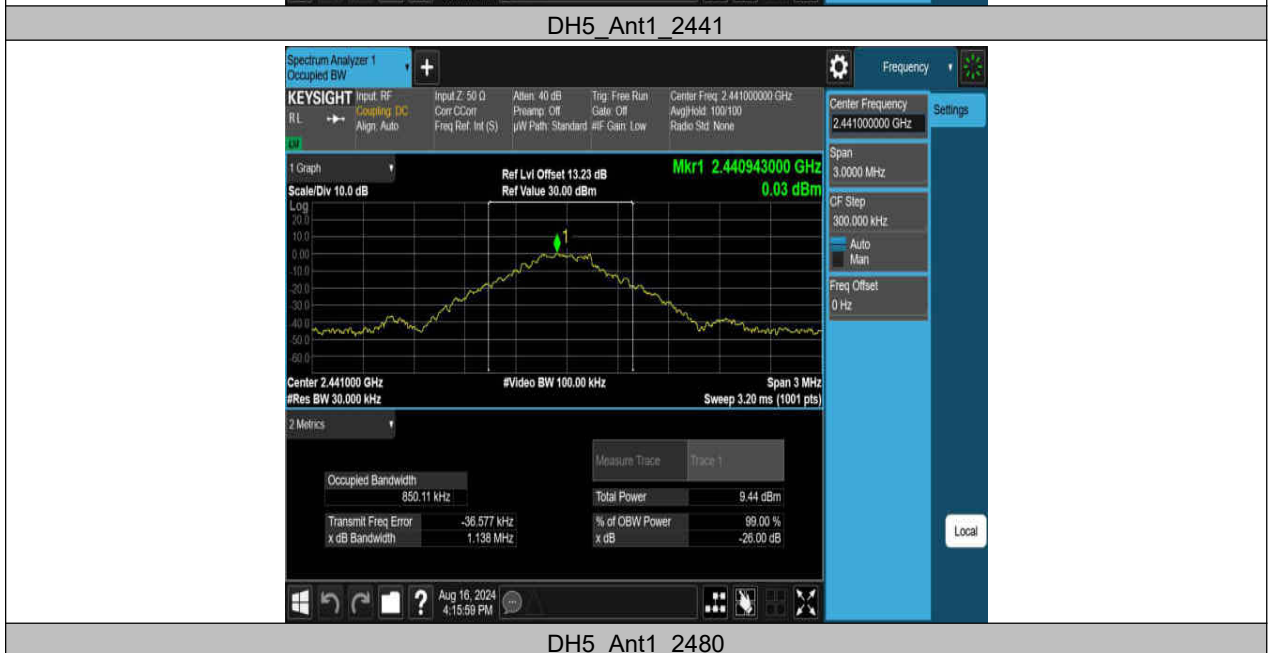 DH5_Ant1_2441
Spectrum Analyzer 1
Occupied BW
+
Frequency
KEYSIGHT
RL
Input: RF
Coupling: DC
Align: Auto
Input Z: 50 Ω
Corr CCorr
Freq Ref: Int (S)
Atten: 40 dB
Preamp: Off
µW Path: Standard
Trig: Free Run
Gate: Off
#IF Gain: Low
Center Freq: 2.441000000 GHz
Avg|Hold: 100/100
Radio Std: None
Center Frequency
2.441000000 GHz
Settings
Span
3.0000 MHz
CF Step
300.000 kHz
Auto
Man
Freq Offset
0 Hz
1 Graph
Scale/Div 10.0 dB
Ref Lvl Offset 13.23 dB
Ref Value 30.00 dBm
Mkr1 2.440943000 GHz
0.03 dBm
Log
20.0
10.0
0.00
-10.0
-20.0
-30.0
-40.0
-50.0
-60.0
1
Center 2.441000 GHz
#Video BW 100.00 kHz
Span 3 MHz
#Res BW 30.000 kHz
Sweep 3.20 ms (1001 pts)
2 Metrics
Measure Trace Trace 1
Occupied Bandwidth
850.11 kHz
Total Power 9.44 dBm
Transmit Freq Error -36.577 kHz
% of OBW Power 99.00 %
x dB Bandwidth 1.138 MHz
x dB -26.00 dB
Local
?
Aug 16, 2024
4:15:59 PM
DH5_Ant1_2480